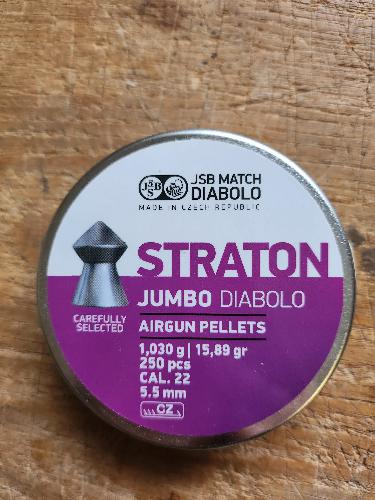 JSB
JSB MATCH
DIABOLO
MADE IN CZECH REPUBLIC
STRATON
JUMBO DIABOLO
CAREFULLY
SELECTED
AIRGUN PELLETS
1,030 g | 15,89 gr
250 pcs
CAL. 22
5.5 mm
CZ